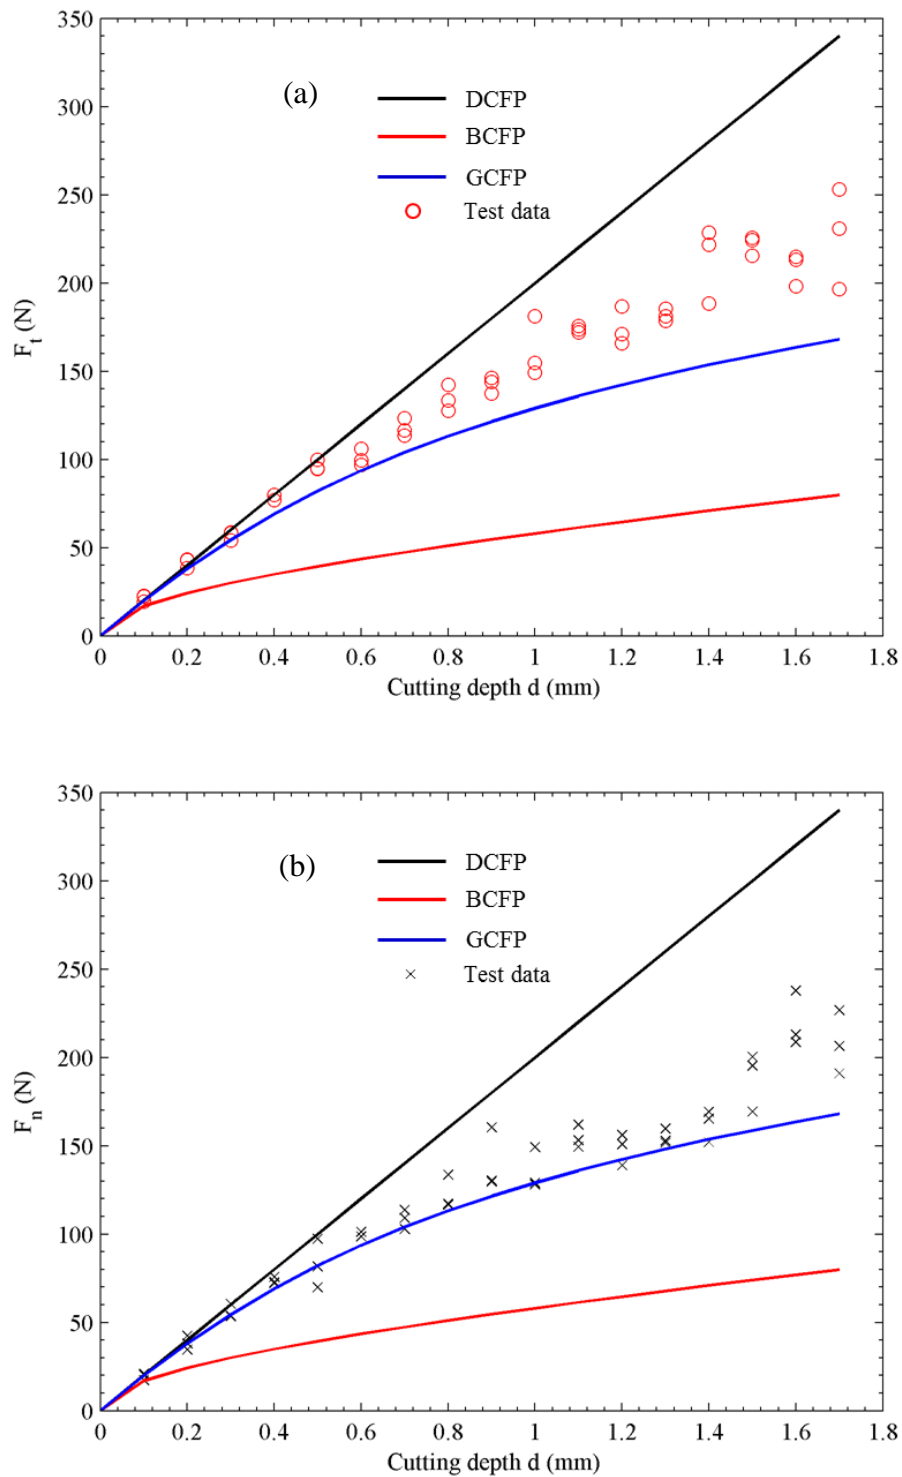 350
300
250
200
150
100
50
0
F_t (N)
(a)
DCFP
BCFP
GCFP
Test data
0 0.2 0.4 0.6 0.8 1 1.2 1.4 1.6 1.8
Cutting depth d (mm)
350
300
250
200
150
100
50
0
F_n (N)
(b)
DCFP
BCFP
GCFP
Test data
0 0.2 0.4 0.6 0.8 1 1.2 1.4 1.6 1.8
Cutting depth d (mm)